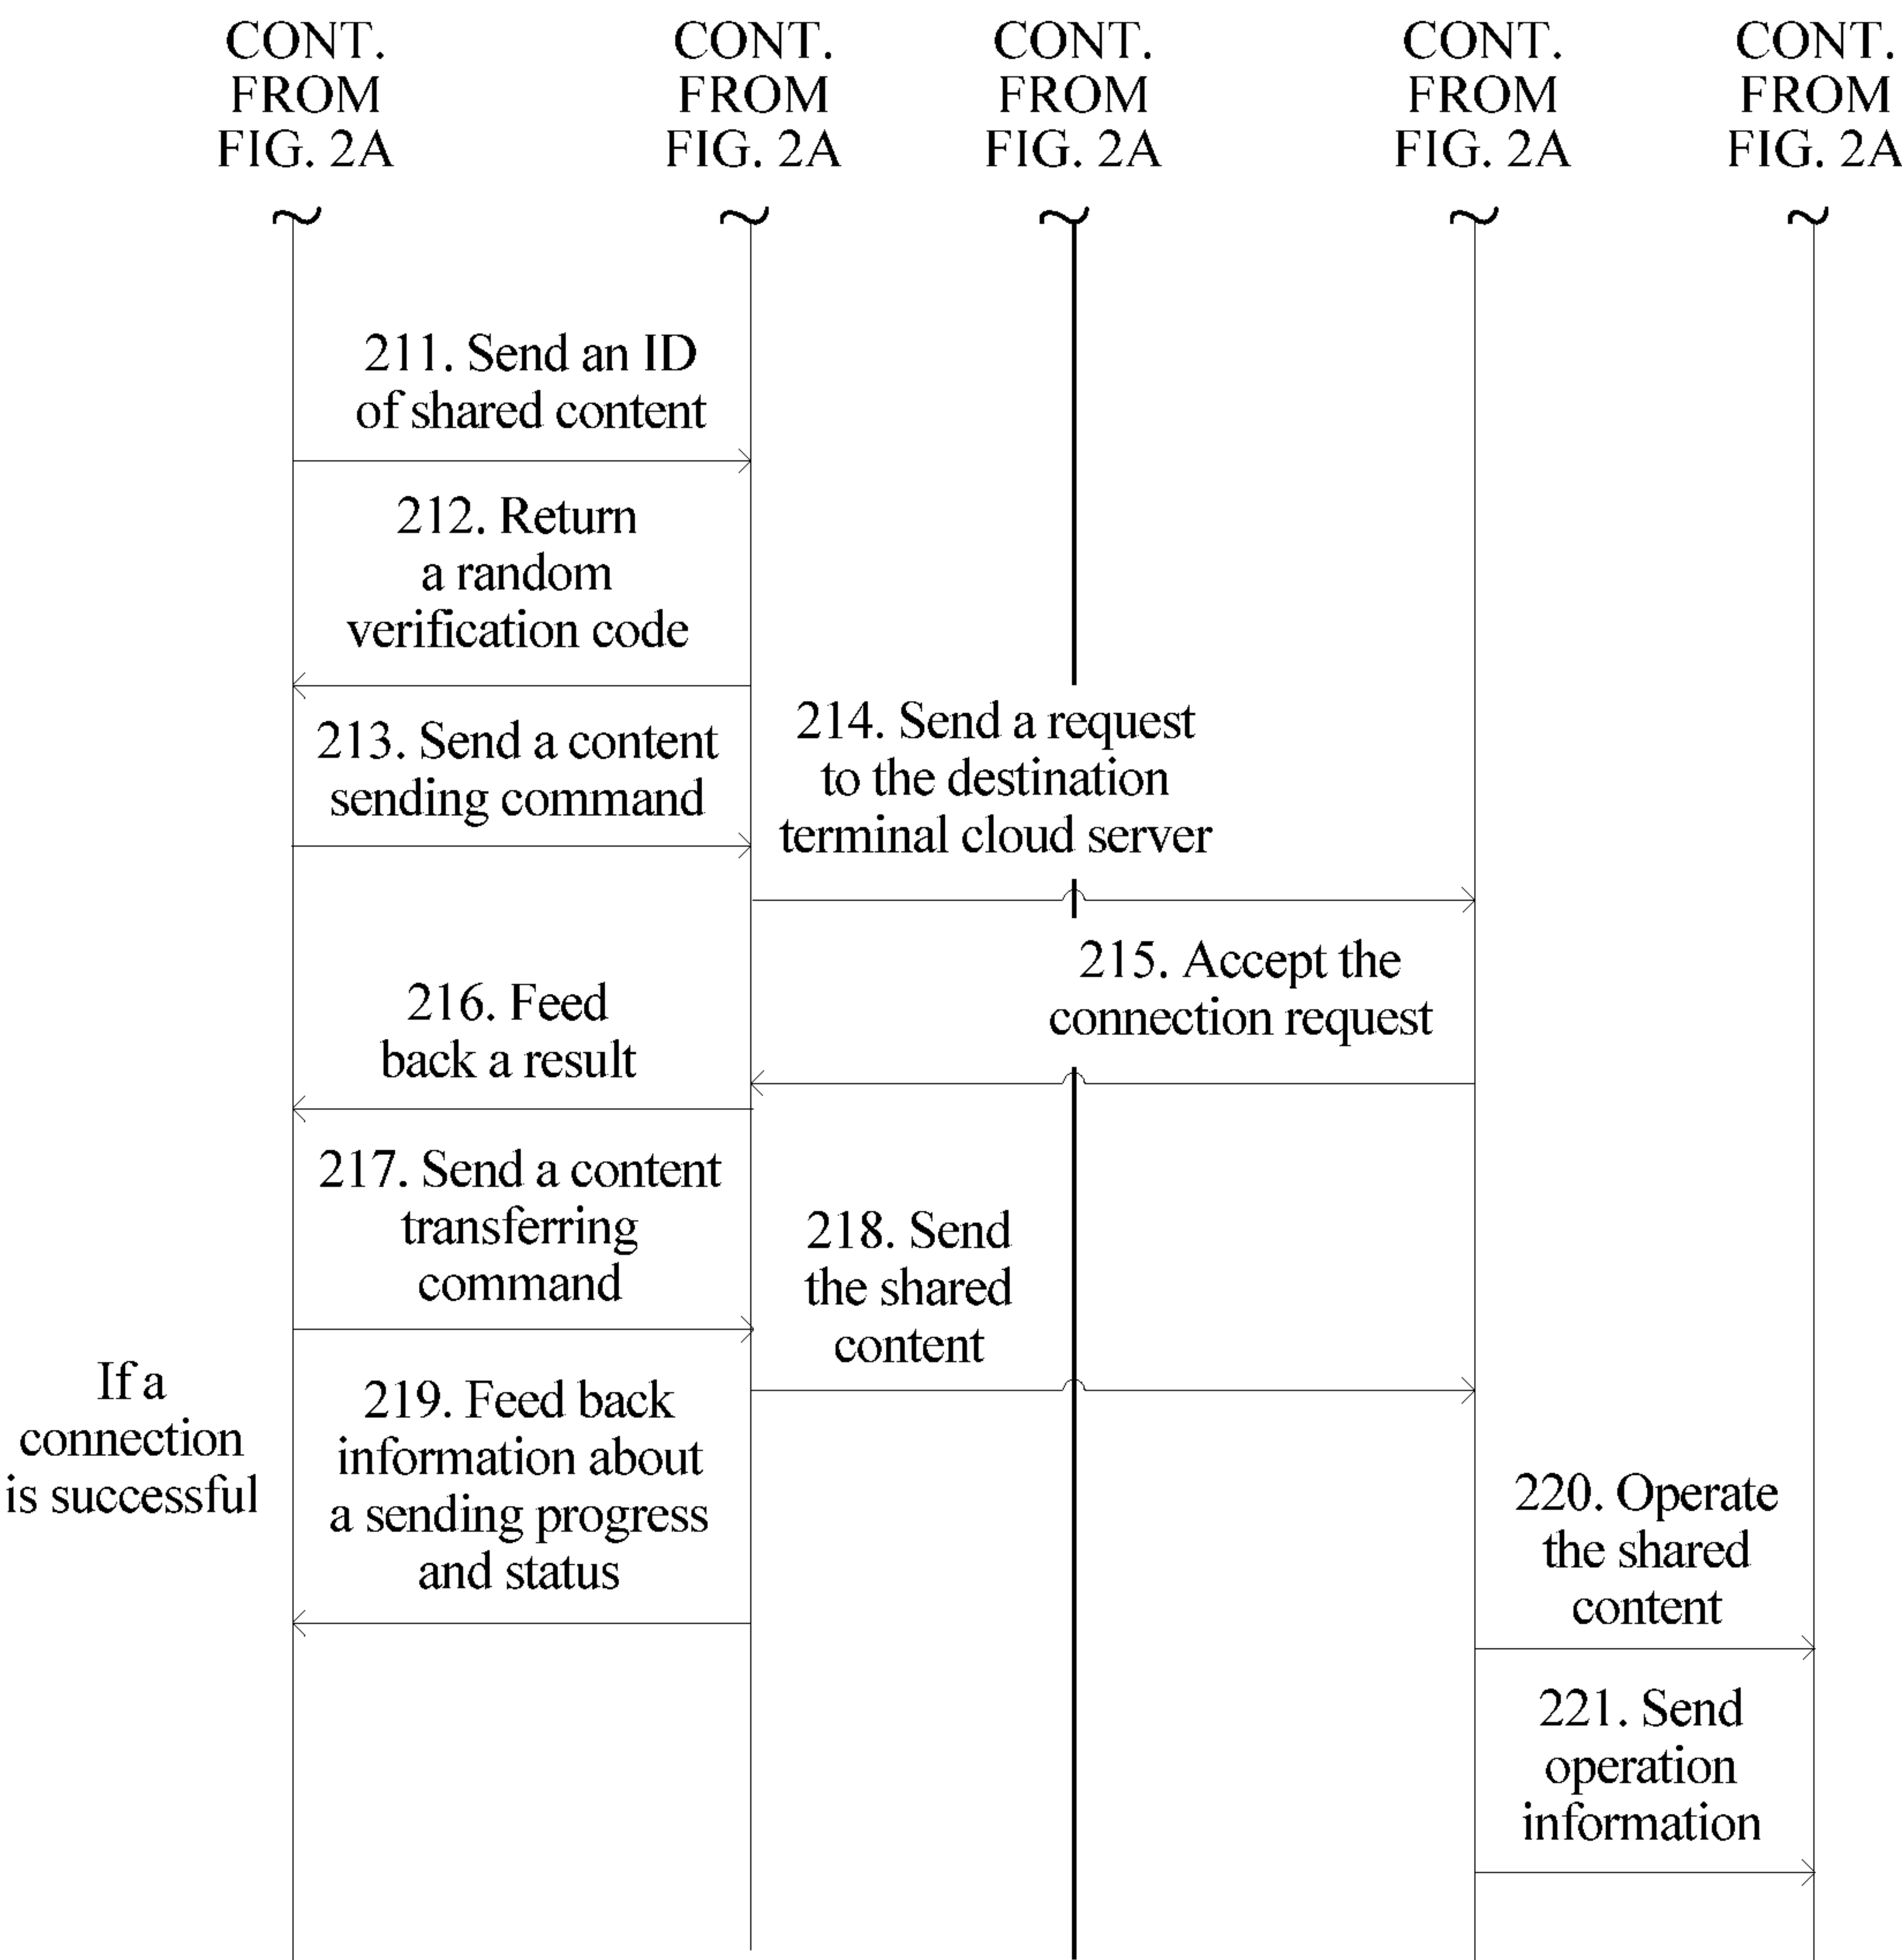 CONT.
FROM
FIG. 2A
CONT.
FROM
FIG. 2A
CONT.
FROM
FIG. 2A
CONT.
FROM
FIG. 2A
CONT.
FROM
FIG. 2A
211. Send an ID
of shared content
212. Return
a random
verification code
213. Send a content
sending command
214. Send a request
to the destination
terminal cloud server
215. Accept the
connection request
216. Feed
back a result
217. Send a content
transferring
command
218. Send
the shared
content
If a
connection
is successful
219. Feed back
information about
a sending progress
and status
220. Operate
the shared
content
221. Send
operation
information